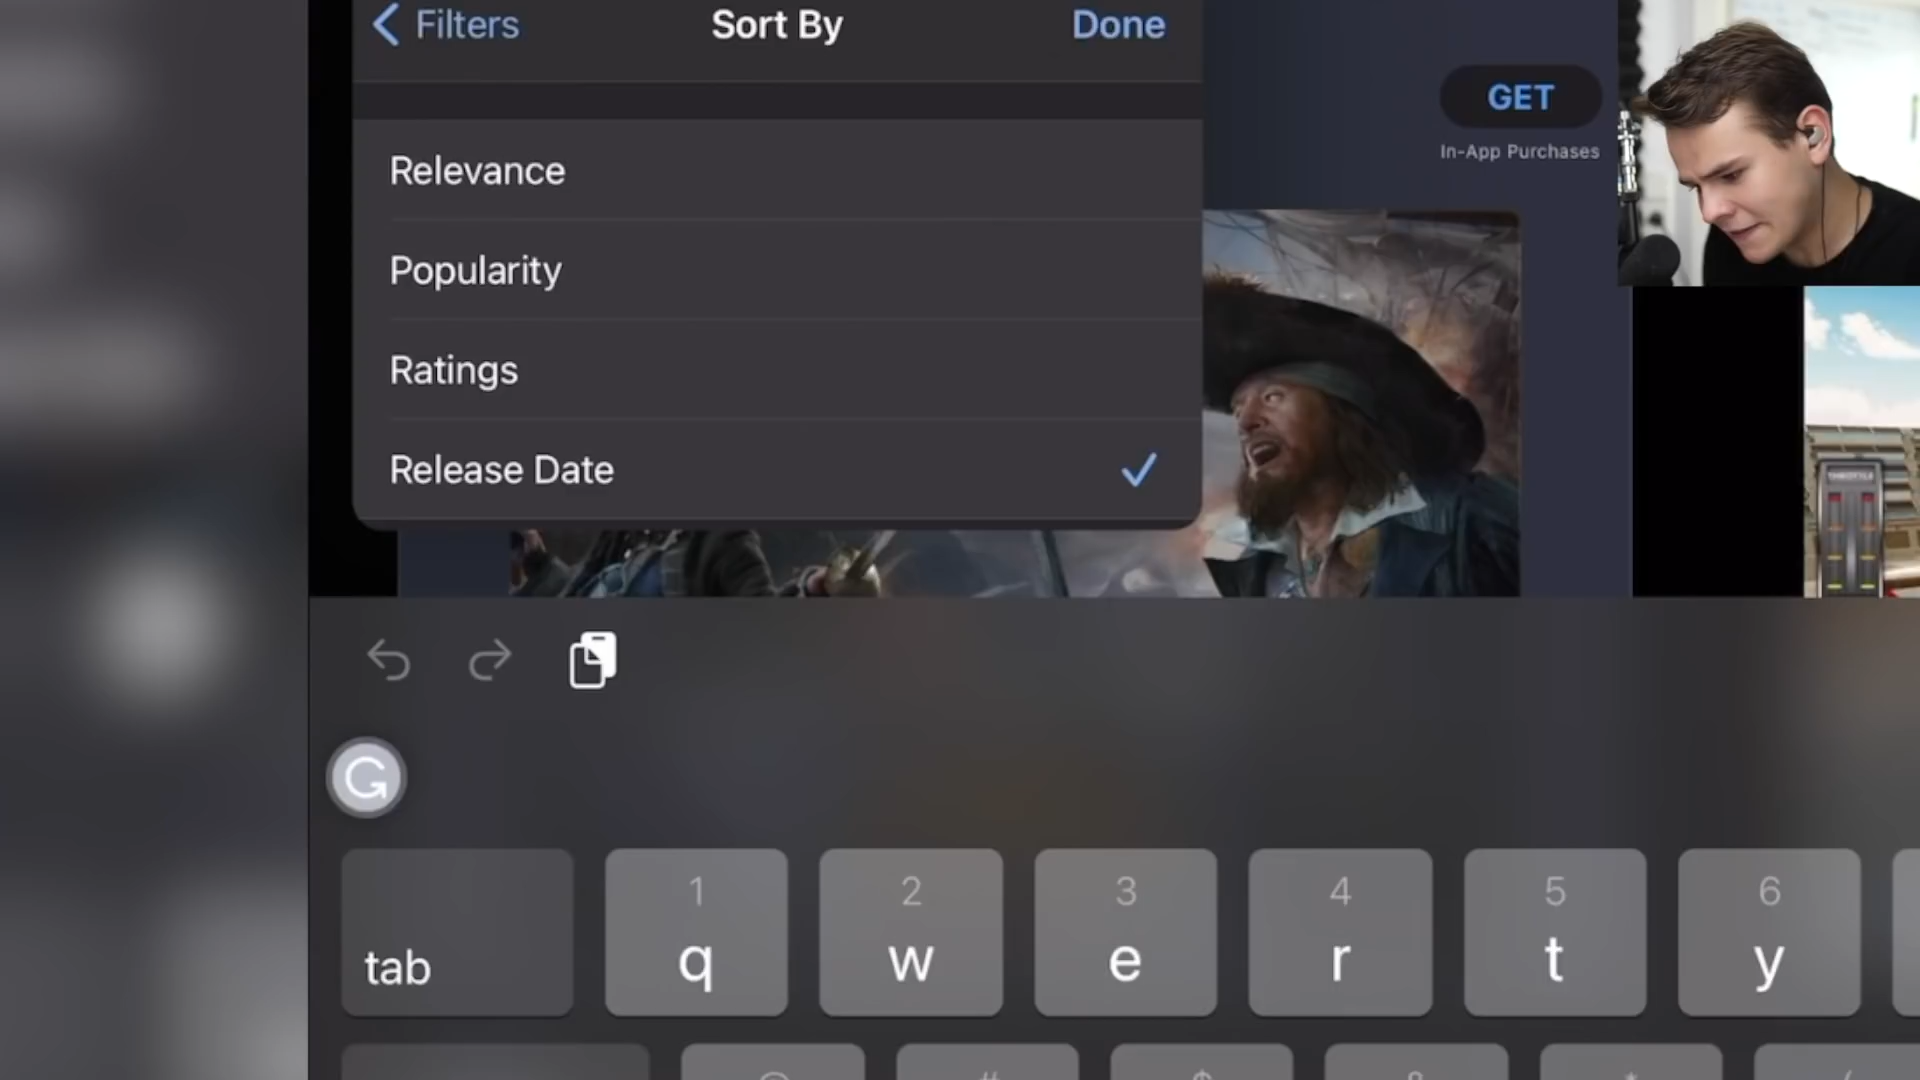 Filters
Sort By
Done
GET
In-App Purchases
Relevance
Popularity
Ratings
Release Date
THROTTLE
1 2 3 4 5 6
tab q w e r t y
# $ & *